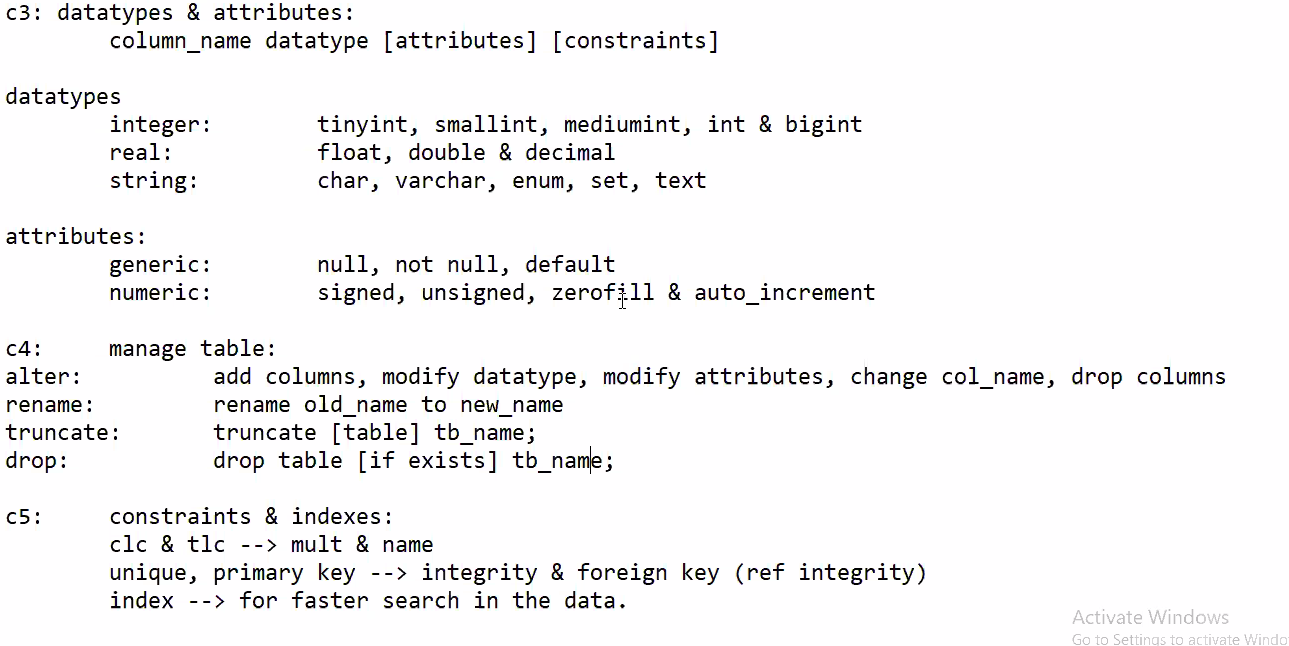 c3: datatypes & attributes:
column_name datatype [attributes] [constraints]
datatypes
integer: tinyint, smallint, mediumint, int & bigint
real: float, double & decimal
string: char, varchar, enum, set, text
attributes:
generic: null, not null, default
numeric: signed, unsigned, zerofill & auto_increment
c4: manage table:
alter: add columns, modify datatype, modify attributes, change col_name, drop columns
rename: rename old_name to new_name
truncate: truncate [table] tb_name;
drop: drop table [if exists] tb_name;
c5: constraints & indexes:
clc & tlc --> mult & name
unique, primary key --> integrity & foreign key (ref integrity)
index --> for faster search in the data.
Activate Windows
Go to Settings to activate Windo